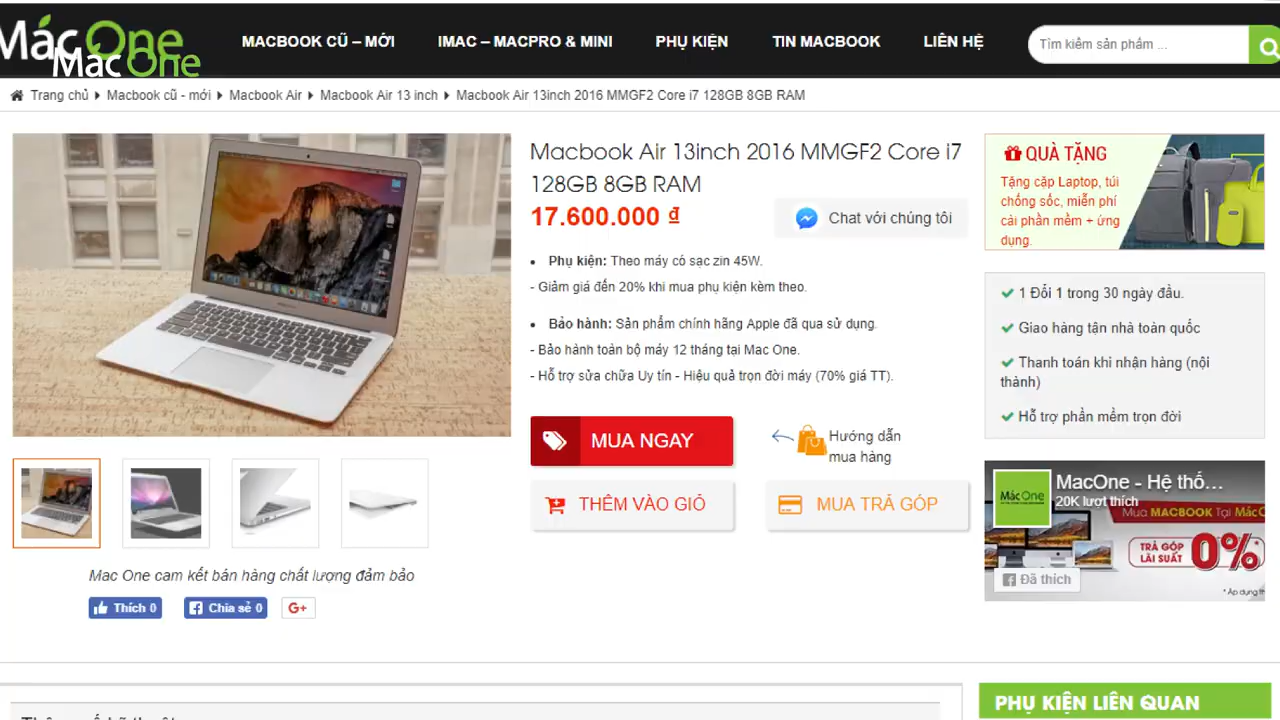 Mác One
Mac One
MACBOOK CŨ – MỚI
IMAC – MACPRO & MINI
PHỤ KIỆN
TIN MACBOOK
LIÊN HỆ
Tìm kiếm sản phẩm ...
Trang chủ
Macbook cũ - mới
Macbook Air
Macbook Air 13 inch
Macbook Air 13inch 2016 MMGF2 Core i7 128GB 8GB RAM
Macbook Air 13inch 2016 MMGF2 Core i7
128GB 8GB RAM
17.600.000 ₫
Chat với chúng tôi
• Phụ kiện: Theo máy có sạc zin 45W.
- Giảm giá đến 20% khi mua phụ kiện kèm theo.
• Bảo hành: Sản phẩm chính hãng Apple đã qua sử dụng.
- Bảo hành toàn bộ máy 12 tháng tại Mac One.
- Hỗ trợ sửa chữa Uy tín - Hiệu quả trọn đời máy (70% giá TT).
MUA NGAY
Hướng dẫn
mua hàng
THÊM VÀO GIỎ
MUA TRẢ GÓP
Mac One cam kết bán hàng chất lượng đảm bảo
Thích 0
Chia sẻ 0
G+
QUÀ TẶNG
Tặng cặp Laptop, túi
chống sốc, miễn phí
cài phần mềm + ứng
dụng.
1 Đổi 1 trong 30 ngày đầu.
Giao hàng tận nhà toàn quốc
Thanh toán khi nhận hàng (nội
thành)
Hỗ trợ phần mềm trọn đời
MácOne
MacOne - Hệ thố...
20K lượt thích
Mua MACBOOK Tại Mác
TRẢ GÓP
LÃI SUẤT
0%
Đã thích
* Áp dụng
PHỤ KIỆN LIÊN QUAN